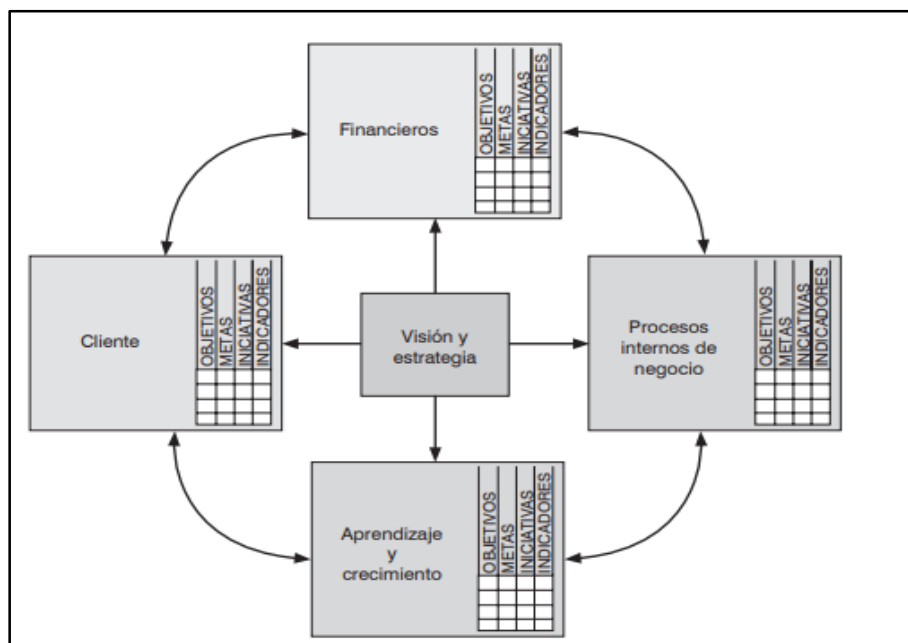 Financieros
OBJETIVOS
METAS
INICIATIVAS
INDICADORES
Cliente
OBJETIVOS
METAS
INICIATIVAS
INDICADORES
Visión y
estrategia
Procesos
internos de
negocio
OBJETIVOS
METAS
INICIATIVAS
INDICADORES
Aprendizaje
y
crecimiento
OBJETIVOS
METAS
INICIATIVAS
INDICADORES